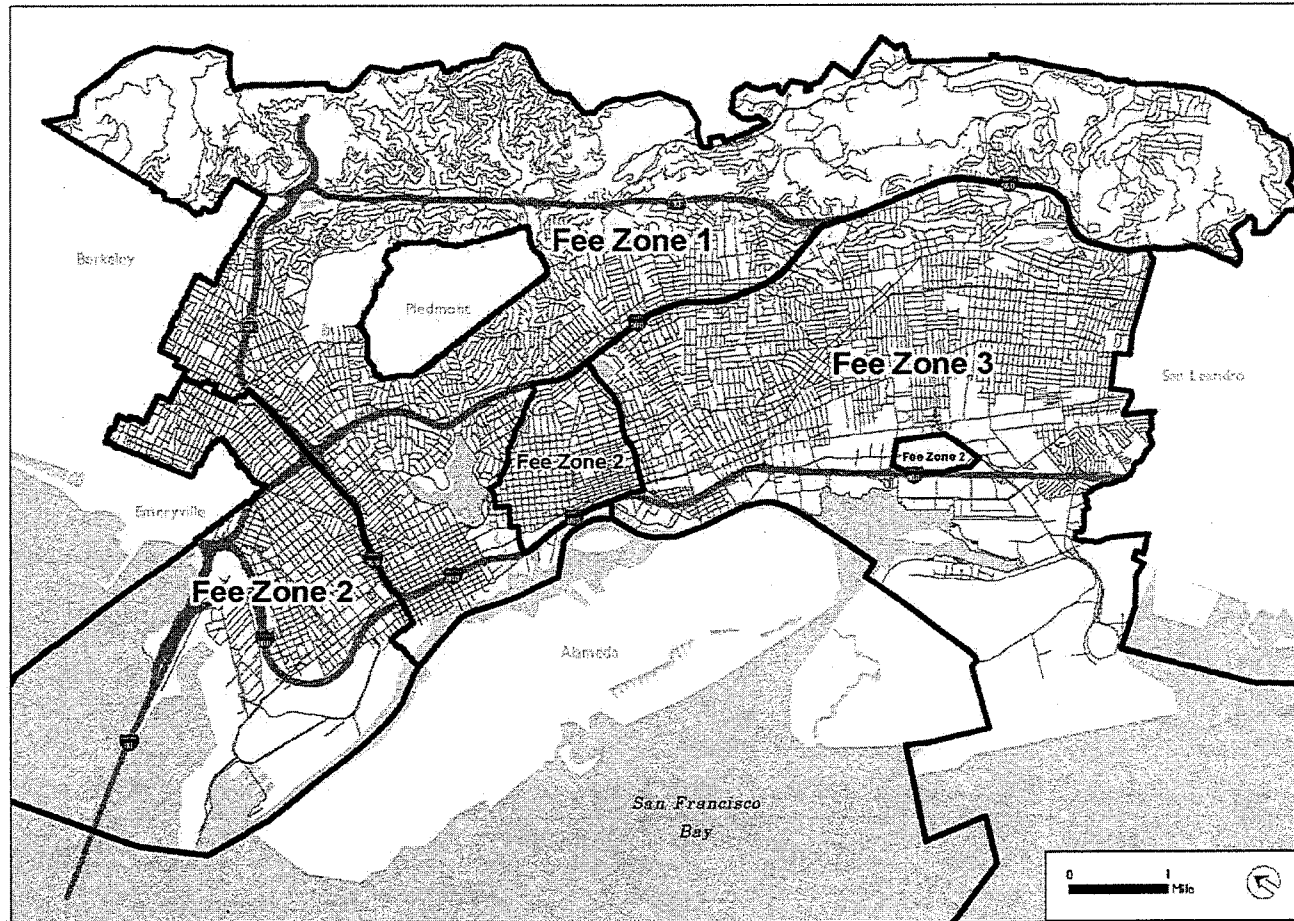 Fee Zone 1
Berkeley
Piedmont
Fee Zone 3
San Leandro
Fee Zone 2
Fee Zone 2
Emeryville
Fee Zone 2
Alameda
San Francisco
Bay
0 1
Mile